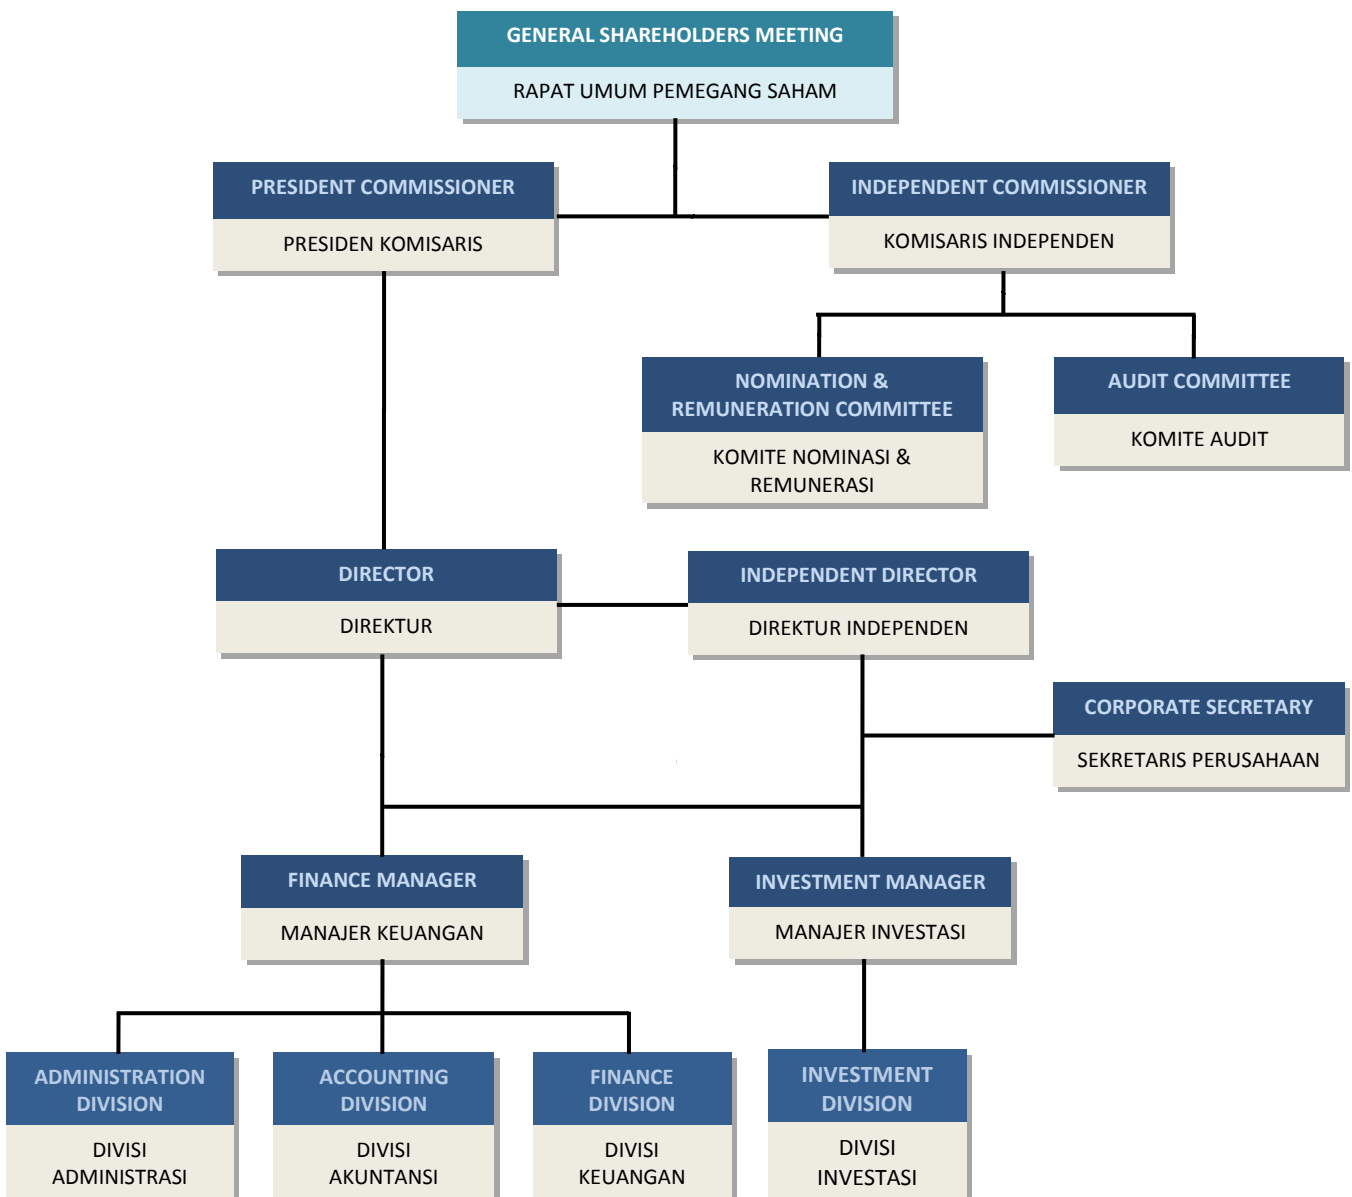 GENERAL SHAREHOLDERS MEETING
RAPAT UMUM PEMEGANG SAHAM
PRESIDENT COMMISSIONER
PRESIDEN KOMISARIS
INDEPENDENT COMMISSIONER
KOMISARIS INDEPENDEN
NOMINATION &
REMUNERATION COMMITTEE
KOMITE NOMINASI &
REMUNERASI
AUDIT COMMITTEE
KOMITE AUDIT
DIRECTOR
DIREKTUR
INDEPENDENT DIRECTOR
DIREKTUR INDEPENDEN
CORPORATE SECRETARY
SEKRETARIS PERUSAHAAN
FINANCE MANAGER
MANAJER KEUANGAN
INVESTMENT MANAGER
MANAJER INVESTASI
ADMINISTRATION
DIVISION
DIVISI
ADMINISTRASI
ACCOUNTING
DIVISION
DIVISI
AKUNTANSI
FINANCE
DIVISION
DIVISI
KEUANGAN
INVESTMENT
DIVISION
DIVISI
INVESTASI